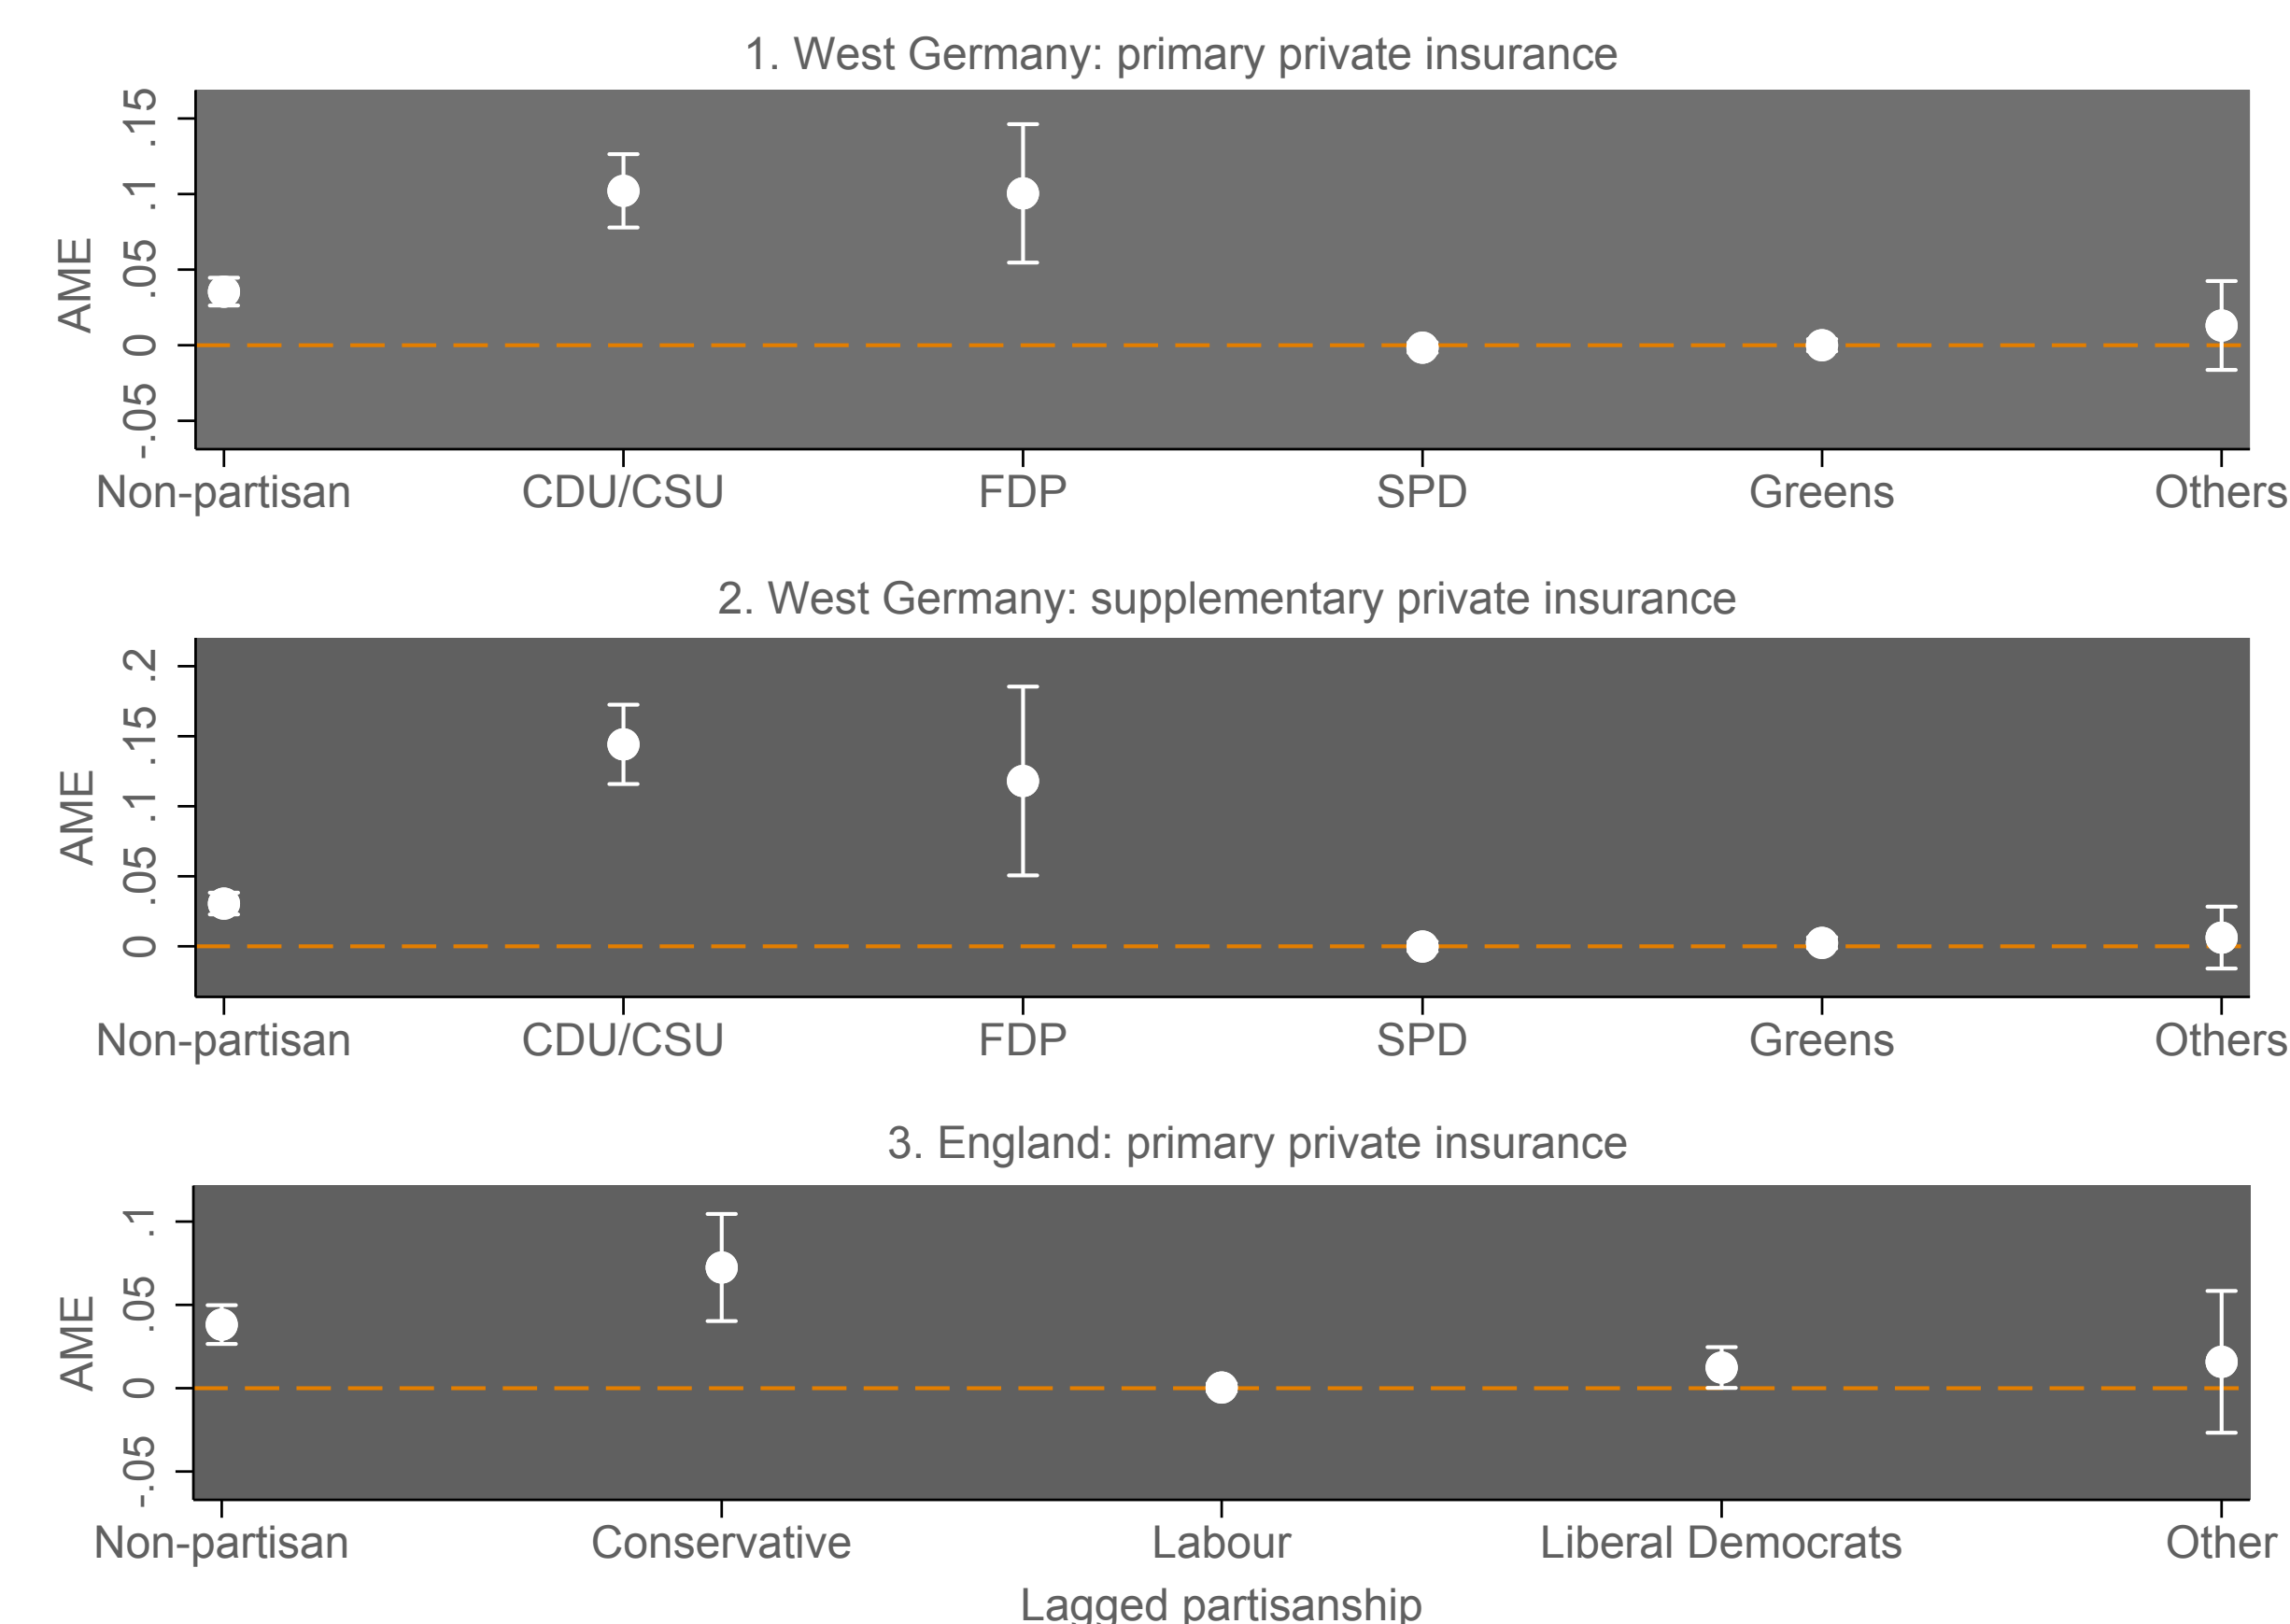 1. West Germany: primary private insurance
AME
.15
.1
.05
0
-.05
Non-partisan CDU/CSU FDP SPD Greens Others
2. West Germany: supplementary private insurance
AME
.2
.15
.1
.05
0
Non-partisan CDU/CSU FDP SPD Greens Others
3. England: primary private insurance
AME
.1
.05
0
-.05
Non-partisan Conservative Labour Liberal Democrats Other
Lagged partisanship